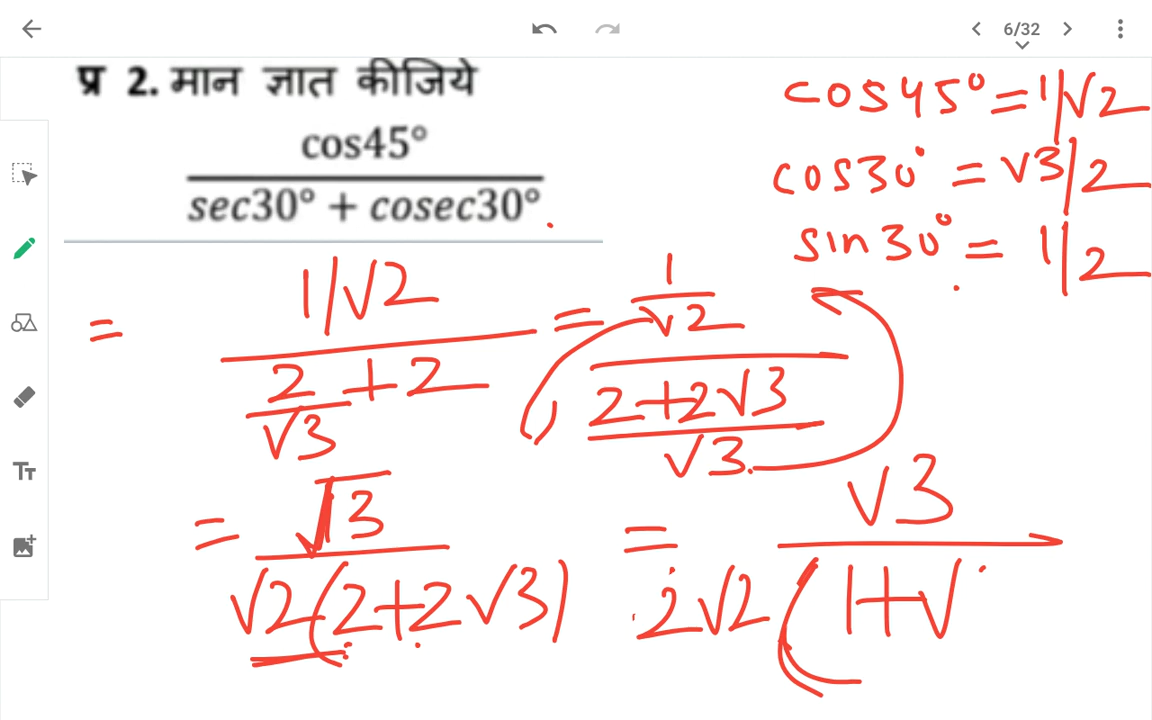 6/32
प्र 2. मान ज्ञात कीजिये
cos45°
sec30° + cosec30°
cos45° = 1/√2
cos30° = √3/2
sin30° = 1/2
= 1/√2 = 1/√2
2/√3 + 2 2+2√3
√3
= √3 = √3
√2(2+2√3) 2√2(1+√
Tт